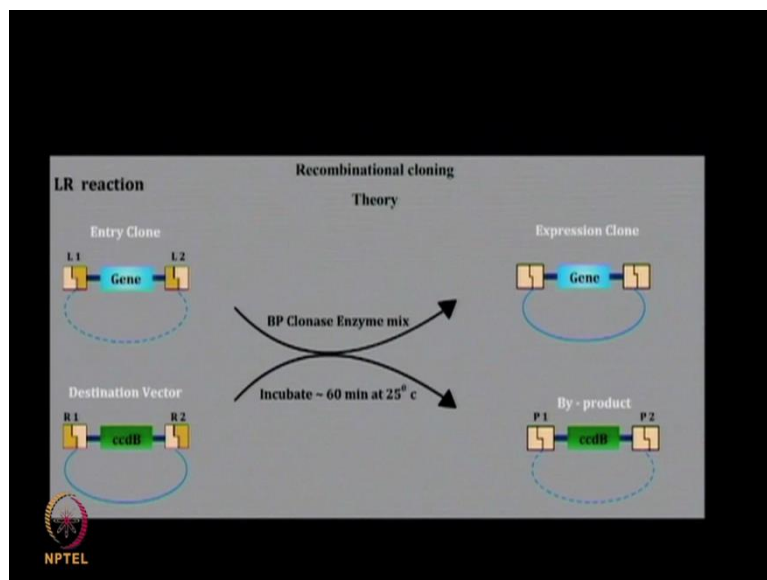 Recombinational cloning
LR reaction
Theory
Entry Clone
Expression Clone
L 1 L 2
Gene
Gene
BP Clonase Enzyme mix
Incubate ~ 60 min at 25° c
Destination Vector
By - product
R 1 R 2
P 1 P 2
ccdB
ccdB
NPTEL